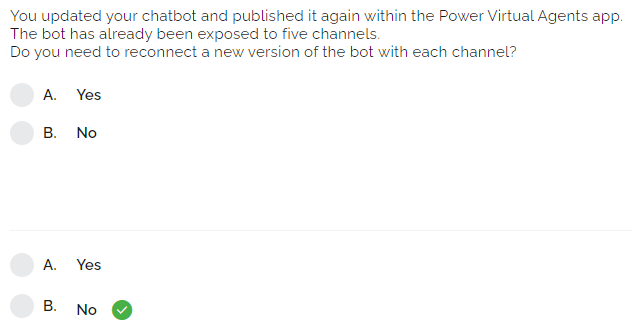 You updated your chatbot and published it again within the Power Virtual Agents app.
The bot has already been exposed to five channels.
Do you need to reconnect a new version of the bot with each channel?
A. Yes
B. No
A. Yes
B. No